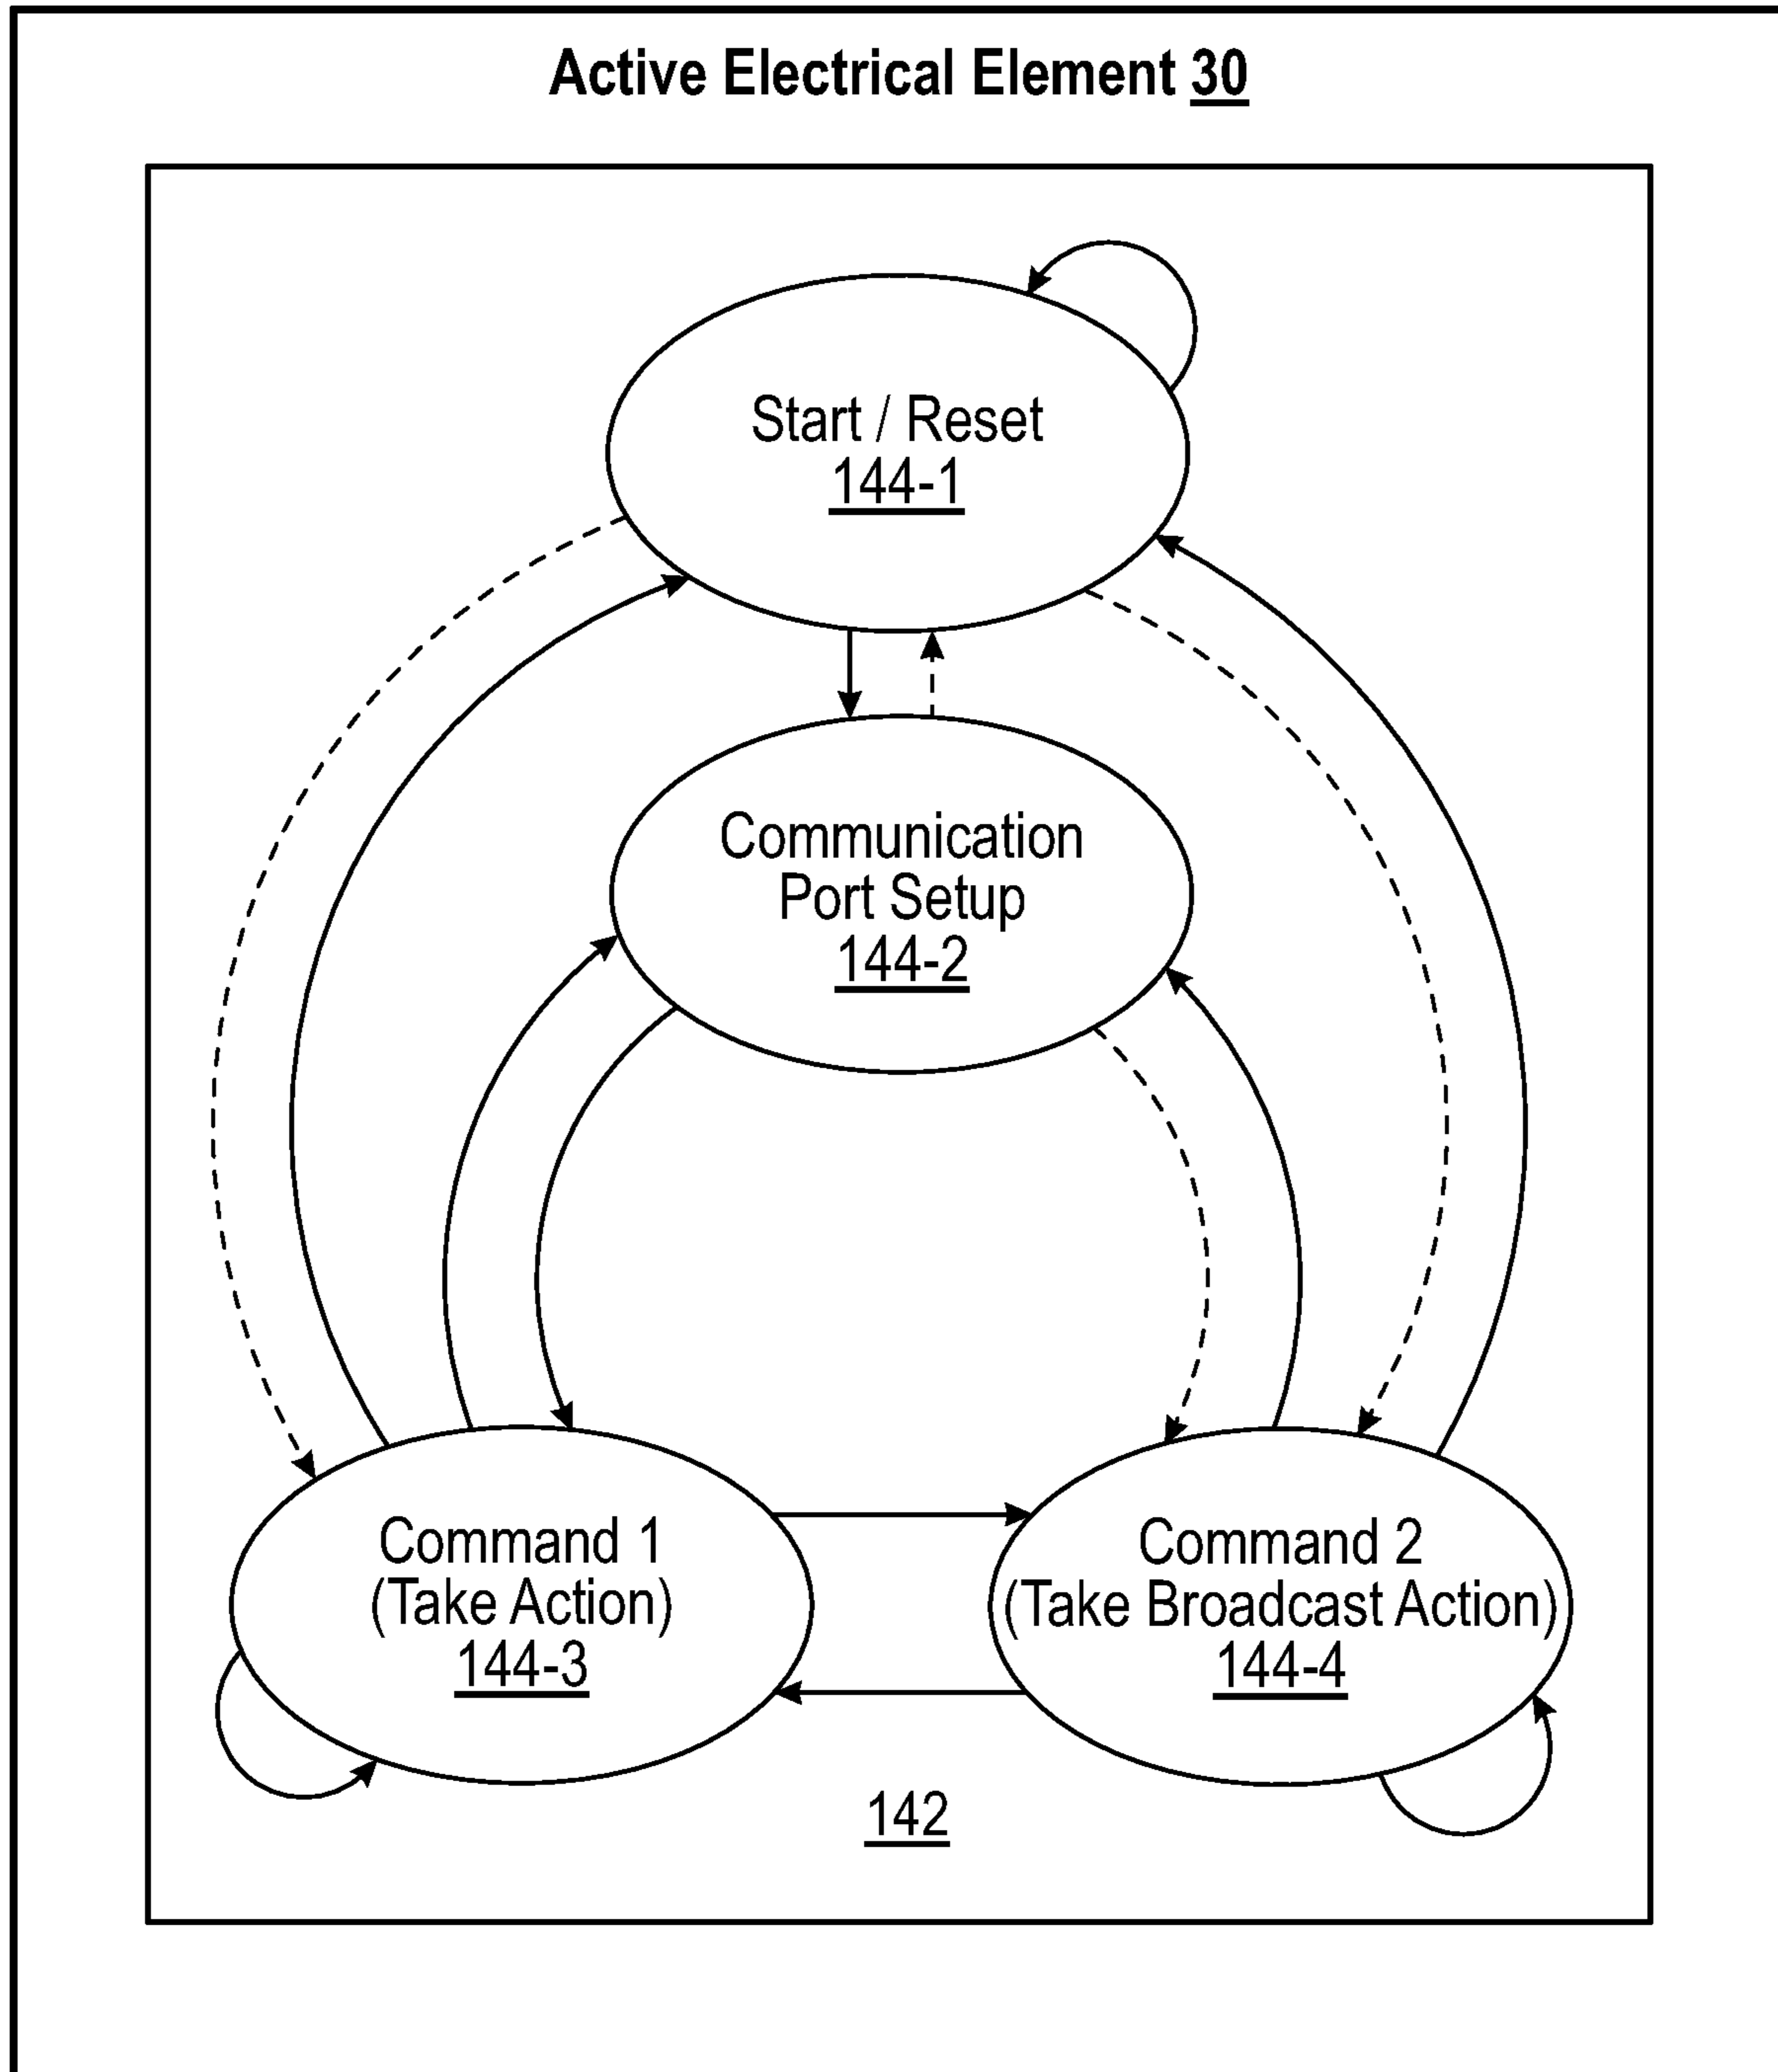 Active Electrical Element 30
Start / Reset
144-1
Communication
Port Setup
144-2
Command 1
(Take Action)
144-3
Command 2
(Take Broadcast Action)
144-4
142